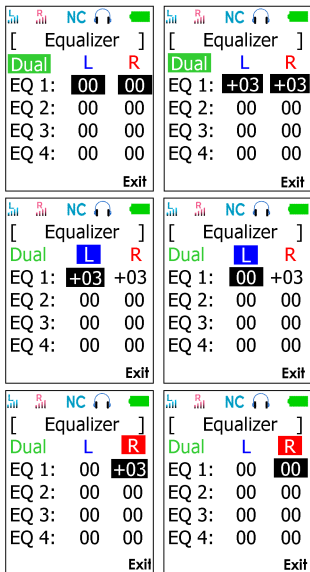 L R NC
[ Equalizer ]
Dual L R
EQ 1: 00 00
EQ 2: 00 00
EQ 3: 00 00
EQ 4: 00 00
Exit
L R NC
[ Equalizer ]
Dual L R
EQ 1: +03 +03
EQ 2: 00 00
EQ 3: 00 00
EQ 4: 00 00
Exit
L R NC
[ Equalizer ]
Dual L R
EQ 1: +03 +03
EQ 2: 00 00
EQ 3: 00 00
EQ 4: 00 00
Exit
L R NC
[ Equalizer ]
Dual L R
EQ 1: 00 +03
EQ 2: 00 00
EQ 3: 00 00
EQ 4: 00 00
Exit
L R NC
[ Equalizer ]
Dual L R
EQ 1: 00 +03
EQ 2: 00 00
EQ 3: 00 00
EQ 4: 00 00
Exit
L R NC
[ Equalizer ]
Dual L R
EQ 1: 00 00
EQ 2: 00 00
EQ 3: 00 00
EQ 4: 00 00
Exit